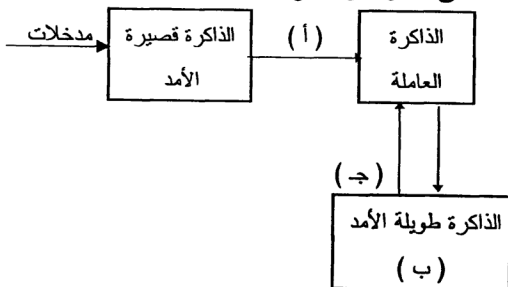 مدخلات
الذاكرة قصيرة
الأمد
( أ )
الذاكرة
العاملة
( جـ )
الذاكرة طويلة الأمد
( ب )